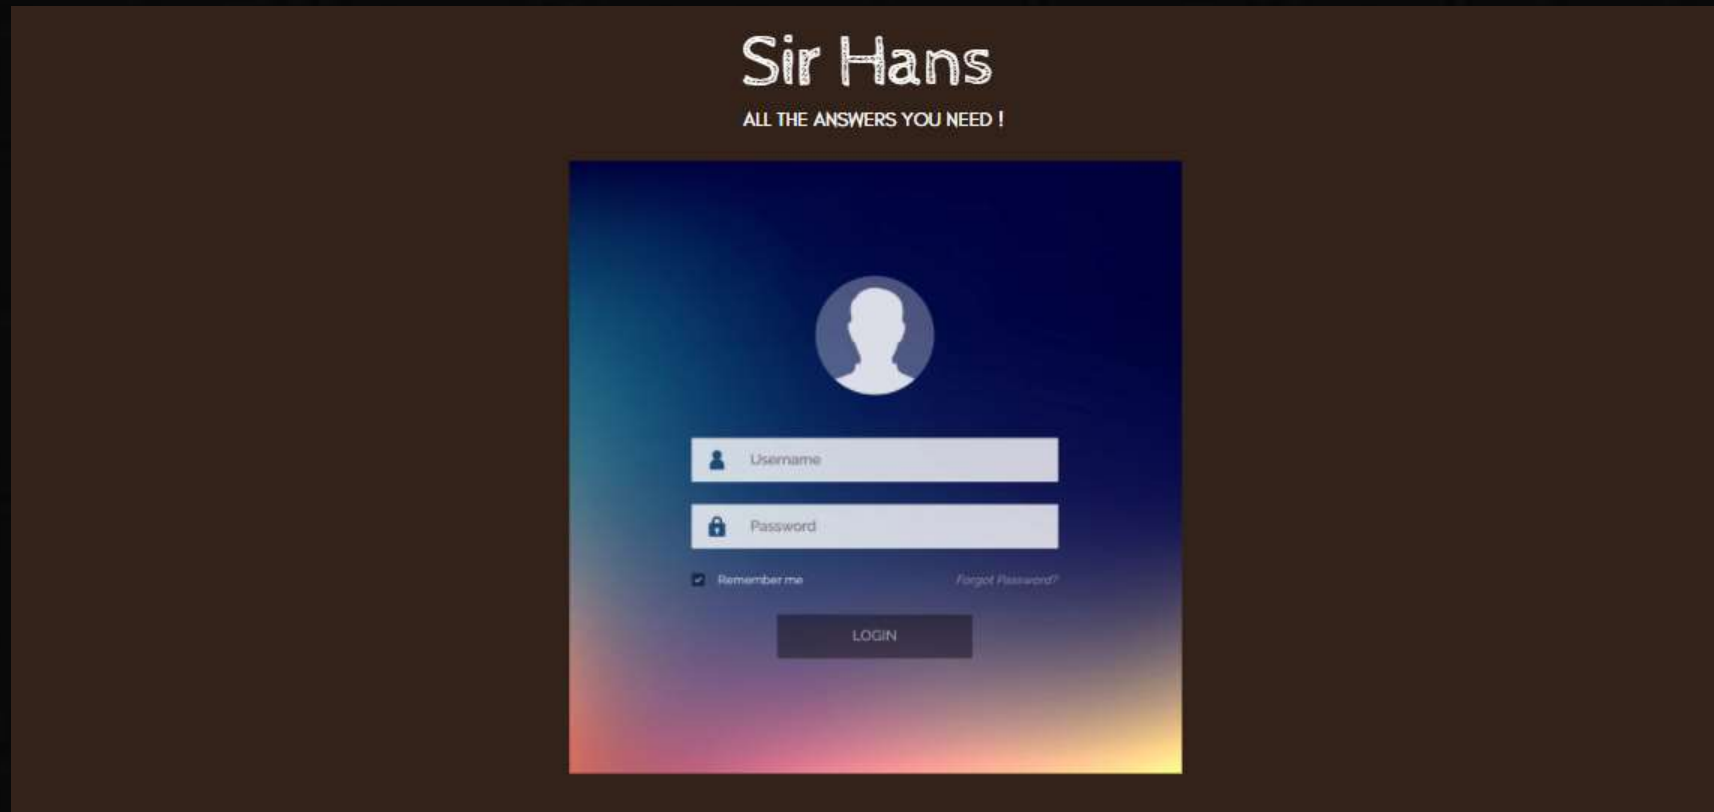 Sir Hans
ALL THE ANSWERS YOU NEED !
Username
Password
Remember me
Forgot Password?
LOGIN